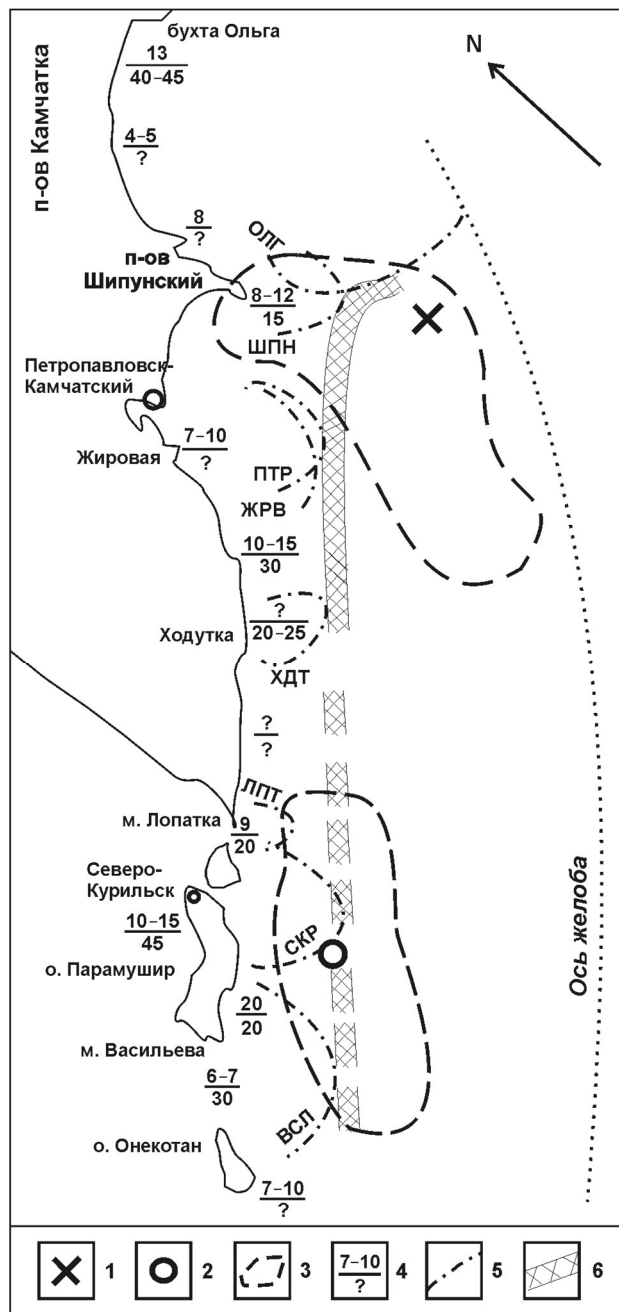 бухта Ольга
N
13
40–45
п-ов Камчатка
4–5
?
8
?
ОЛГ
п-ов
Шипунский
8–12
15
ШПН
Петропавловск-
Камчатский
7–10
?
Жировая
ПТР
ЖРВ
10–15
30
?
20–25
Ходутка
ХДТ
?
?
ЛПТ
м. Лопатка
9
20
Северо-
Курильск
10–15
45
СКР
о. Парамушир
Ось желоба
20
20
м. Васильева
6–7
30
ВСЛ
о. Онекотан
7–10
?
1
2
3
7–10
?
4
5
6